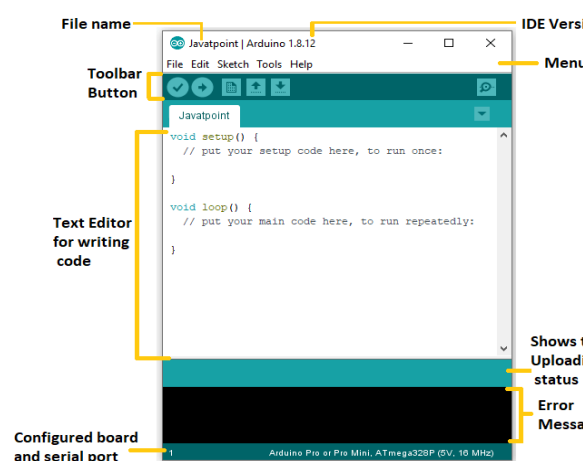 File name
IDE Versi
Javatpoint | Arduino 1.8.12
File Edit Sketch Tools Help
Menu
Toolbar
Button
Javatpoint
void setup() {
// put your setup code here, to run once:
}
void loop() {
// put your main code here, to run repeatedly:
}
Text Editor
for writing
code
Shows t
Uploadi
status
Error
Messa
Configured board
and serial port
1
Arduino Pro or Pro Mini, ATmega328P (5V, 16 MHz)